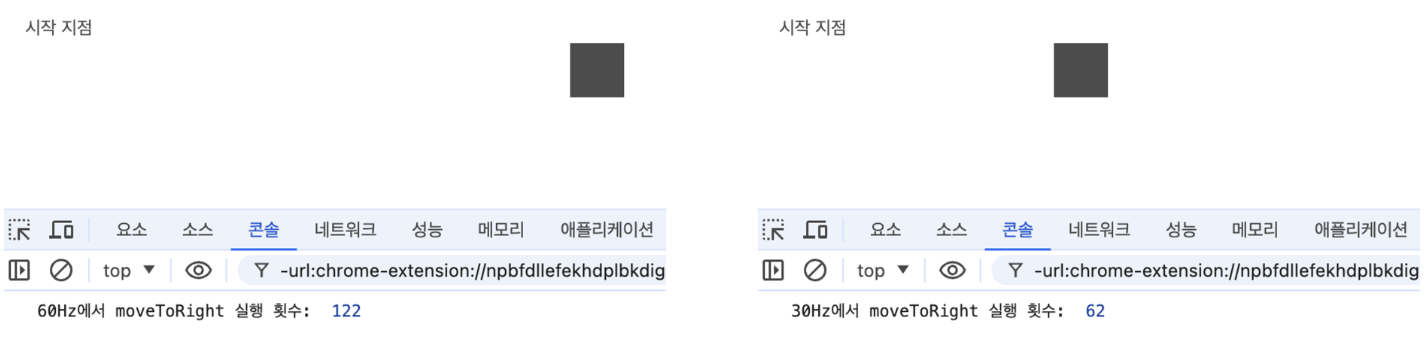 시작 지점
요소 소스 콘솔 네트워크 성능 메모리 애플리케이션
top ▼ -url:chrome-extension://npbfdllefekhdplbkdig
60Hz에서 moveToRight 실행 횟수: 122
시작 지점
요소 소스 콘솔 네트워크 성능 메모리 애플리케이션
top ▼ -url:chrome-extension://npbfdllefekhdplbkdig
30Hz에서 moveToRight 실행 횟수: 62